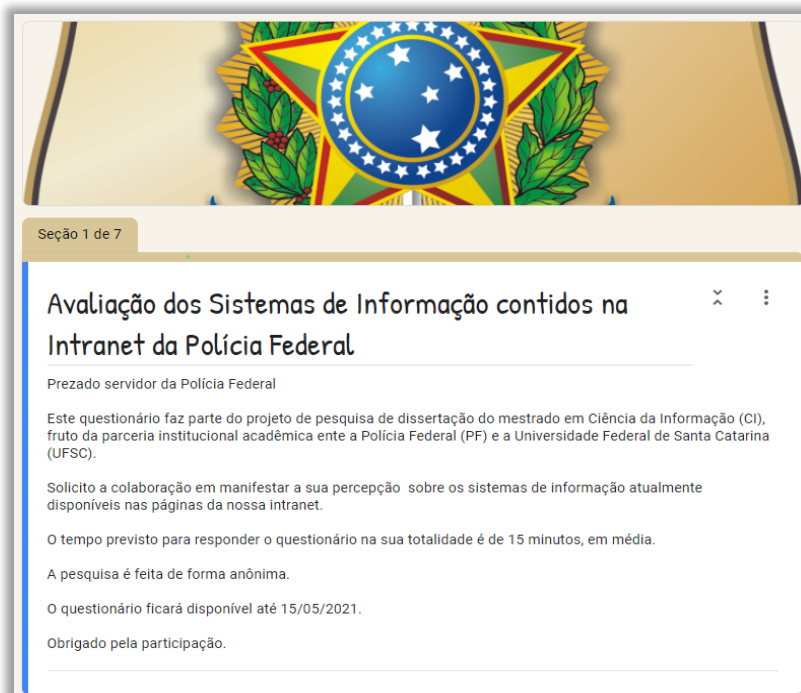 Seção 1 de 7
Avaliação dos Sistemas de Informação contidos na
Intranet da Polícia Federal
Prezado servidor da Polícia Federal
Este questionário faz parte do projeto de pesquisa de dissertação do mestrado em Ciência da Informação (CI),
fruto da parceria institucional acadêmica ente a Polícia Federal (PF) e a Universidade Federal de Santa Catarina
(UFSC).
Solicito a colaboração em manifestar a sua percepção  sobre os sistemas de informação atualmente
disponíveis nas páginas da nossa intranet.
O tempo previsto para responder o questionário na sua totalidade é de 15 minutos, em média.
A pesquisa é feita de forma anônima.
O questionário ficará disponível até 15/05/2021.
Obrigado pela participação.